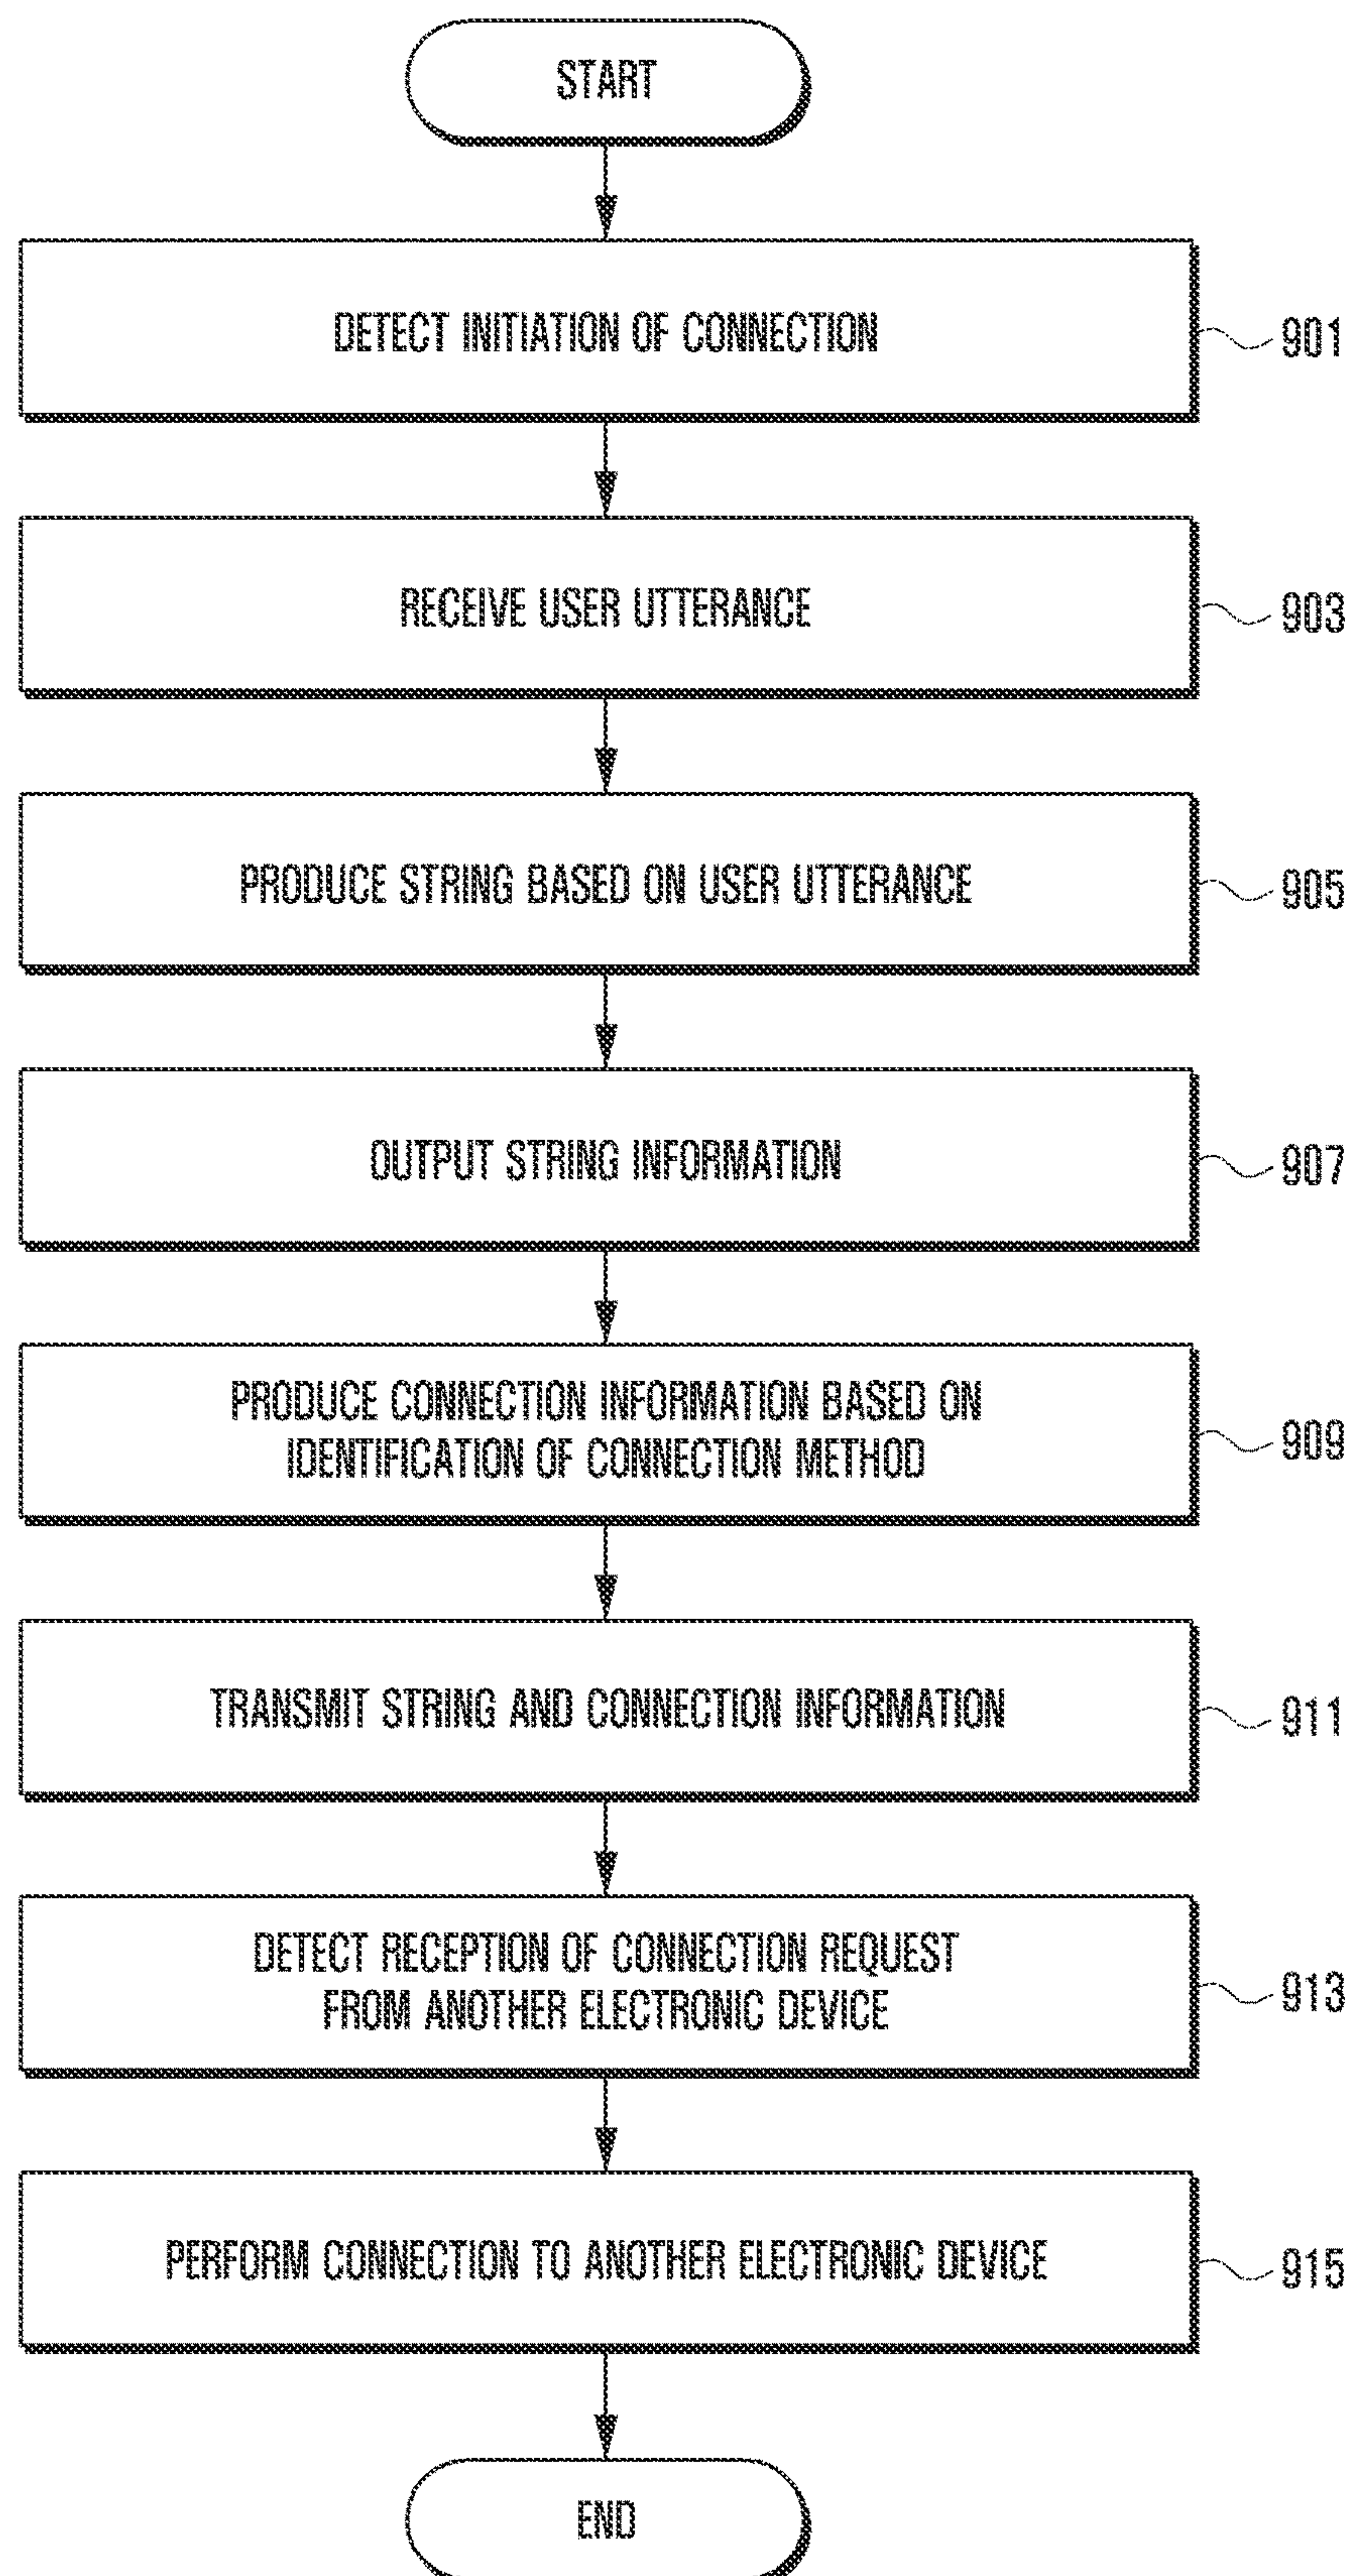 START
DETECT INITIATION OF CONNECTION
901
RECEIVE USER UTTERANCE
903
PRODUCE STRING BASED ON USER UTTERANCE
905
OUTPUT STRING INFORMATION
907
PRODUCE CONNECTION INFORMATION BASED ON
IDENTIFICATION OF CONNECTION METHOD
909
TRANSMIT STRING AND CONNECTION INFORMATION
911
DETECT RECEPTION OF CONNECTION REQUEST
FROM ANOTHER ELECTRONIC DEVICE
913
PERFORM CONNECTION TO ANOTHER ELECTRONIC DEVICE
915
END